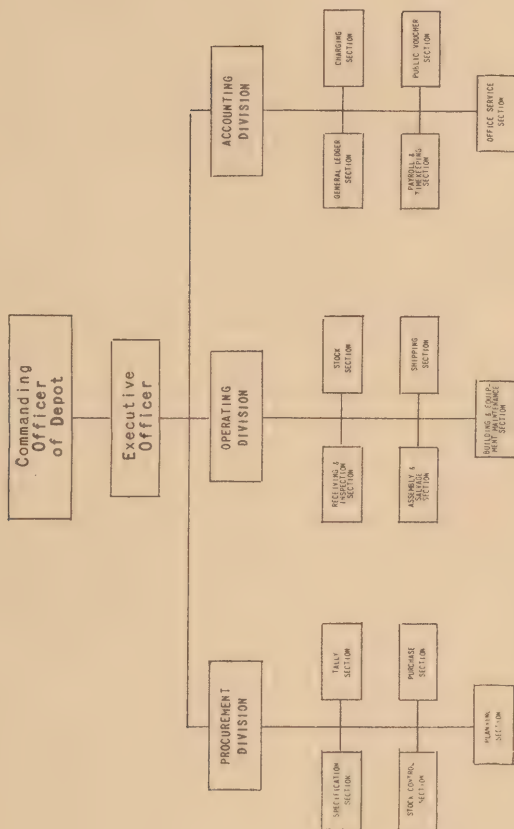 Commanding
Officer
of Depot
Executive
Officer
PROCUREMENT
DIVISION
OPERATING
DIVISION
ACCOUNTING
DIVISION
SPECIFICATION
SECTION
TALLY
SECTION
STOCK CONTROL
SECTION
PURCHASE
SECTION
PLANNING
SECTION
RECEIVING &
INSPECTION
SECTION
STOCK
SECTION
ASSEMBLY &
SALVAGE
SECTION
SHIPPING
SECTION
BUILDING & EQUIP-
MENT MAINTENANCE
SECTION
GENERAL LEDGER
SECTION
CHARGING
SECTION
PAYROLL &
TIMEKEEPING
SECTION
PUBLIC VOUCHER
SECTION
OFFICE SERVICE
SECTION